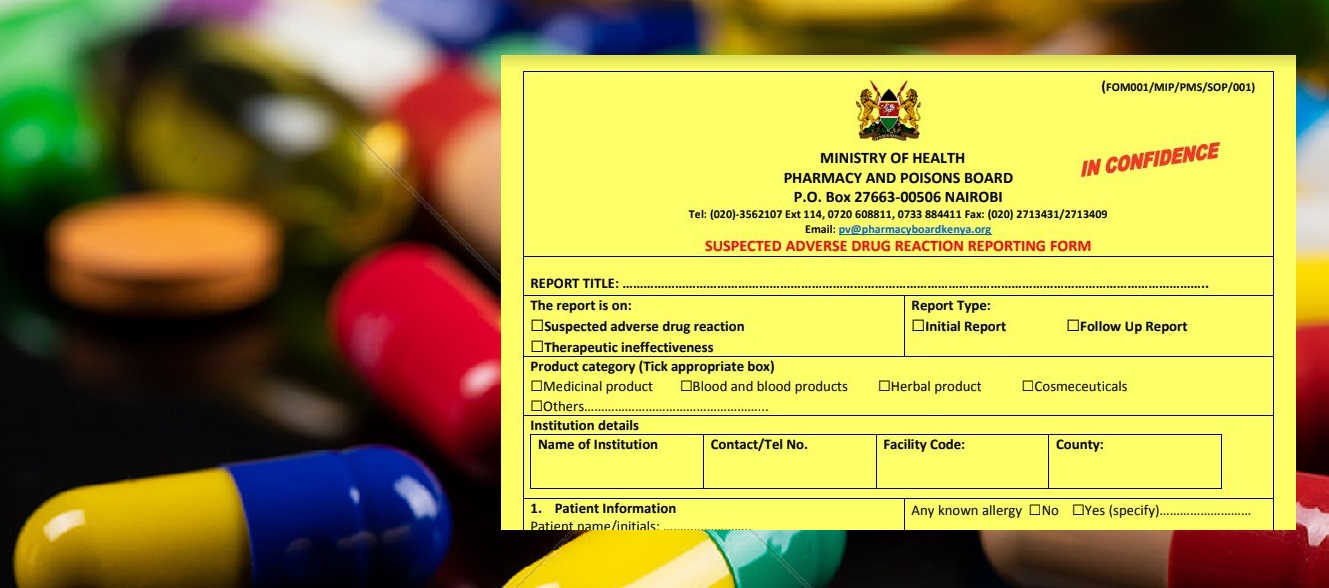 (FOM001/MIP/PMS/SOP/001)
IN CONFIDENCE
MINISTRY OF HEALTH
PHARMACY AND POISONS BOARD
P.O. Box 27663-00506 NAIROBI
Tel: (020)-3562107 Ext 114, 0720 608811, 0733 884411 Fax: (020) 2713431/2713409
Email: pv@pharmacyboardkenya.org
SUSPECTED ADVERSE DRUG REACTION REPORTING FORM
REPORT TITLE: ……………………………………………………………………………………………………………………………..
The report is on:
☐Suspected adverse drug reaction
☐Therapeutic ineffectiveness
Report Type:
☐Initial Report ☐Follow Up Report
Product category (Tick appropriate box)
☐Medicinal product ☐Blood and blood products ☐Herbal product ☐Cosmeceuticals
☐Others………………………………………...
Institution details
Name of Institution Contact/Tel No. Facility Code: County:
1. Patient Information
Patient name/initials: …………………..
Any known allergy ☐No ☐Yes (specify)……………………